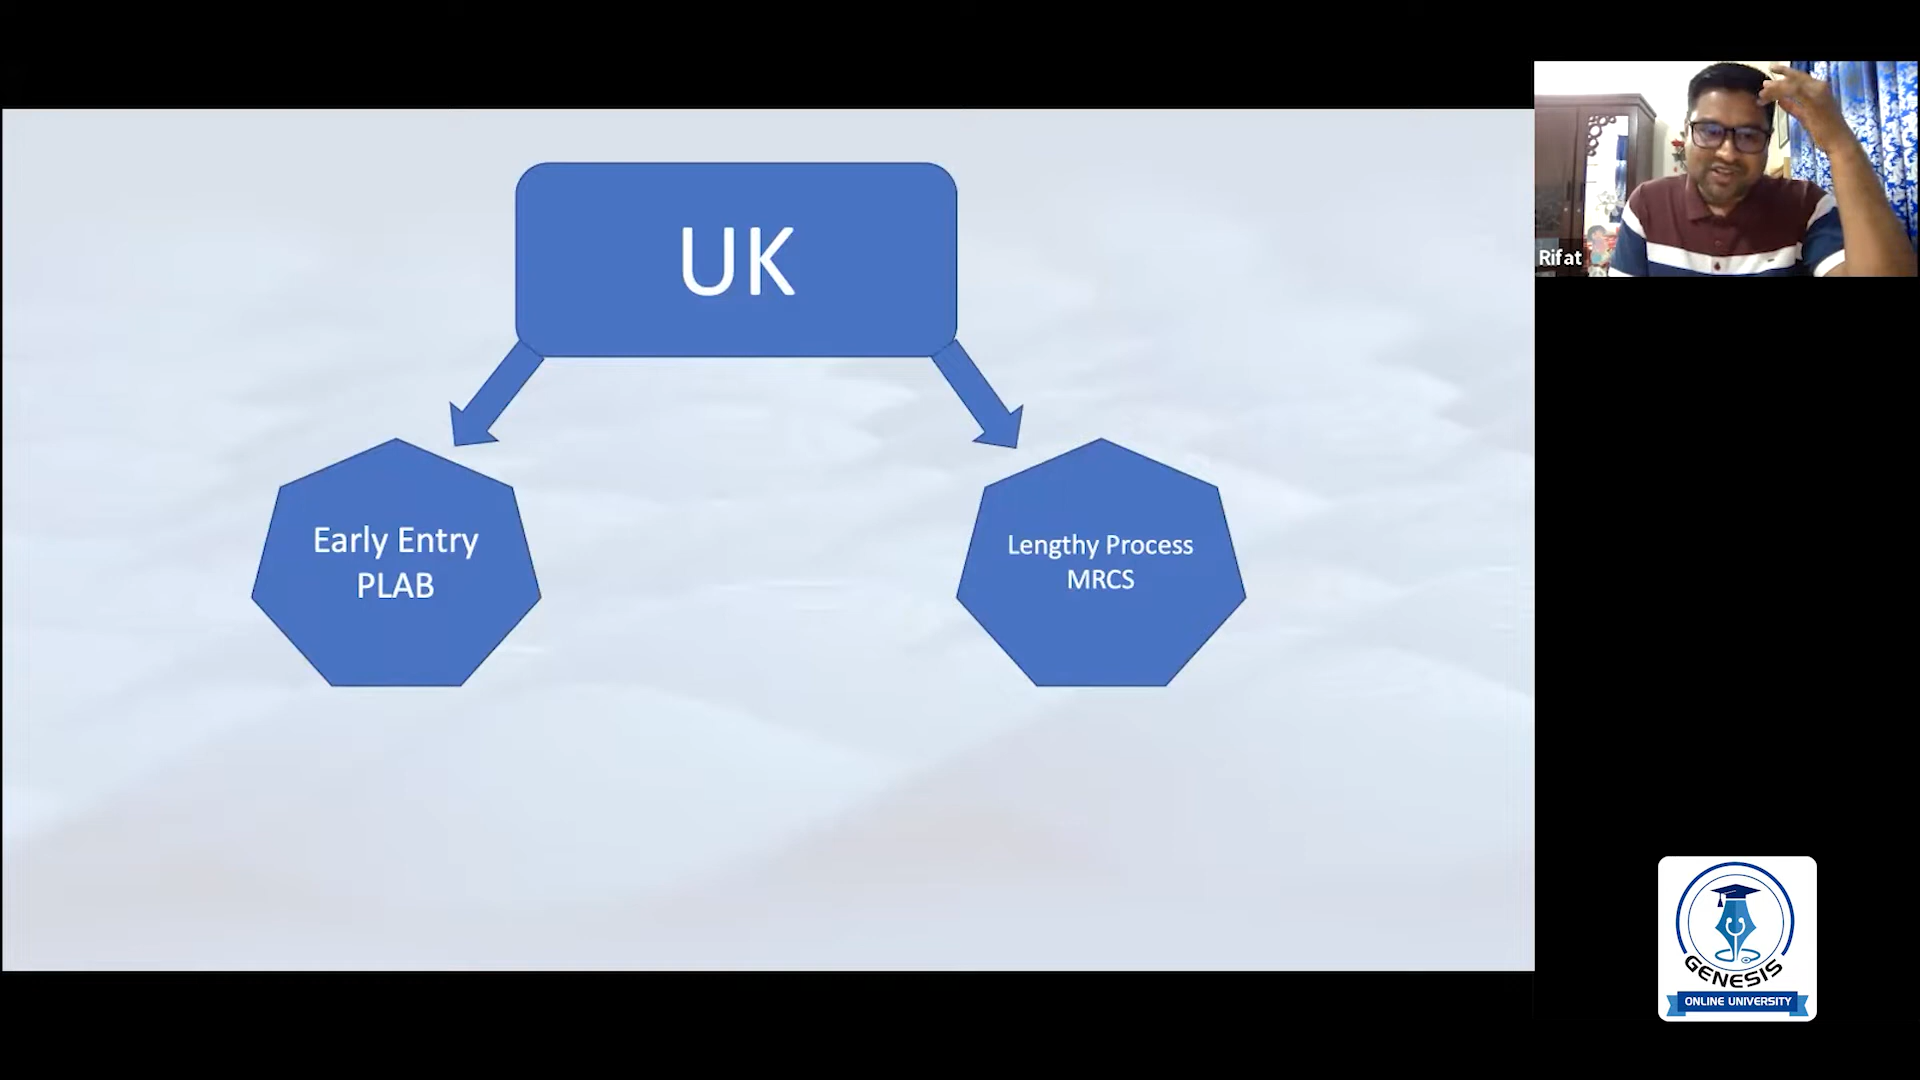 UK
Early Entry
PLAB
Lengthy Process
MRCS
Rifat
GENESIS
ONLINE UNIVERSITY